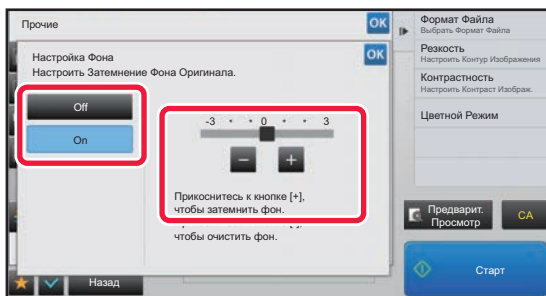 Прочие
OK
Настройка Фона
OK
Настроить Затемнение Фона Оригинала.
Off
On
-3 0 3
− +
Прикоснитесь к кнопке [+],
чтобы затемнить фон.
чтобы очистить фон.
Назад
Формат Файла
Выбрать Формат Файла
Резкость
Настроить Контур Изображения
Контрастность
Настроить Контраст Изображ.
Цветной Режим
Предварит.
Просмотр
CA
Старт